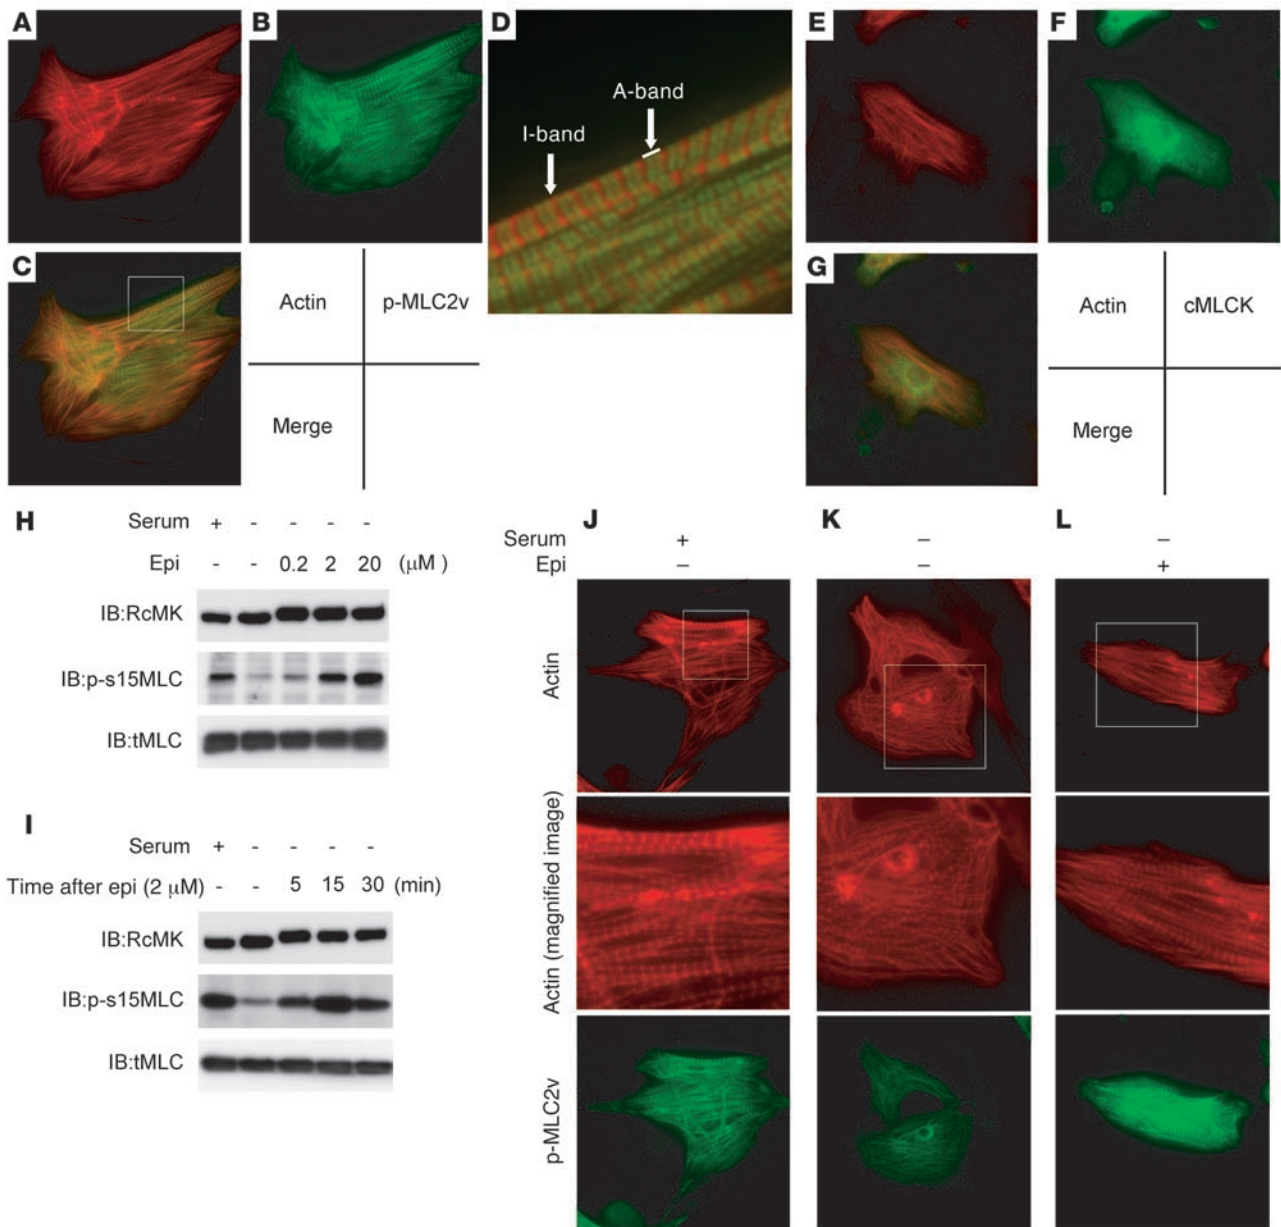 A
B
D
E
F
A-band
I-band
C
Actin
p-MLC2v
Merge
G
Actin
cMLCK
Merge
H
Serum + - - - -
Epi - - 0.2 2 20 (μM )
IB:RcMK
IB:p-s15MLC
IB:tMLC
I
Serum + - - - -
Time after epi (2 μM) - - 5 15 30 (min)
IB:RcMK
IB:p-s15MLC
IB:tMLC
J
K
L
Serum + – –
Epi – – +
Actin
Actin (magnified image)
p-MLC2v